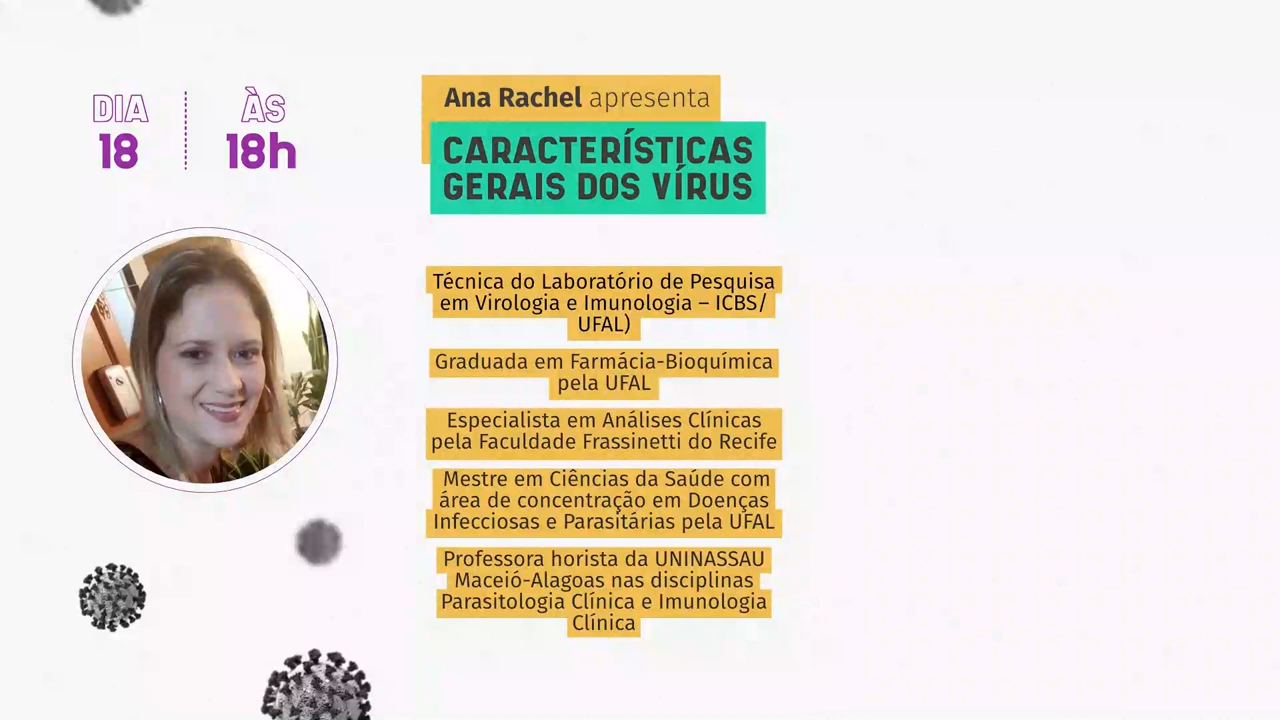 DIA
18
ÀS
18h
Ana Rachel apresenta
CARACTERÍSTICAS
GERAIS DOS VÍRUS
Técnica do Laboratório de Pesquisa
em Virologia e Imunologia – ICBS/
UFAL)
Graduada em Farmácia-Bioquímica
pela UFAL
Especialista em Análises Clínicas
pela Faculdade Frassinetti do Recife
Mestre em Ciências da Saúde com
área de concentração em Doenças
Infecciosas e Parasitárias pela UFAL
Professora horista da UNINASSAU
Maceió-Alagoas nas disciplinas
Parasitologia Clínica e Imunologia
Clínica